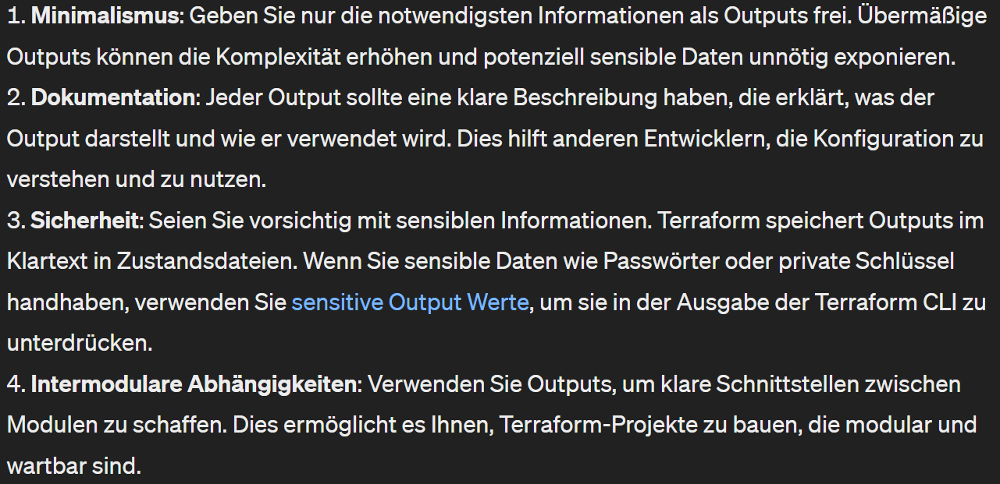 1. Minimalismus: Geben Sie nur die notwendigsten Informationen als Outputs frei. Übermäßige
Outputs können die Komplexität erhöhen und potenziell sensible Daten unnötig exponieren.
2. Dokumentation: Jeder Output sollte eine klare Beschreibung haben, die erklärt, was der
Output darstellt und wie er verwendet wird. Dies hilft anderen Entwicklern, die Konfiguration zu
verstehen und zu nutzen.
3. Sicherheit: Seien Sie vorsichtig mit sensiblen Informationen. Terraform speichert Outputs im
Klartext in Zustandsdateien. Wenn Sie sensible Daten wie Passwörter oder private Schlüssel
handhaben, verwenden Sie sensitive Output Werte, um sie in der Ausgabe der Terraform CLI zu
unterdrücken.
4. Intermodulare Abhängigkeiten: Verwenden Sie Outputs, um klare Schnittstellen zwischen
Modulen zu schaffen. Dies ermöglicht es Ihnen, Terraform-Projekte zu bauen, die modular und
wartbar sind.